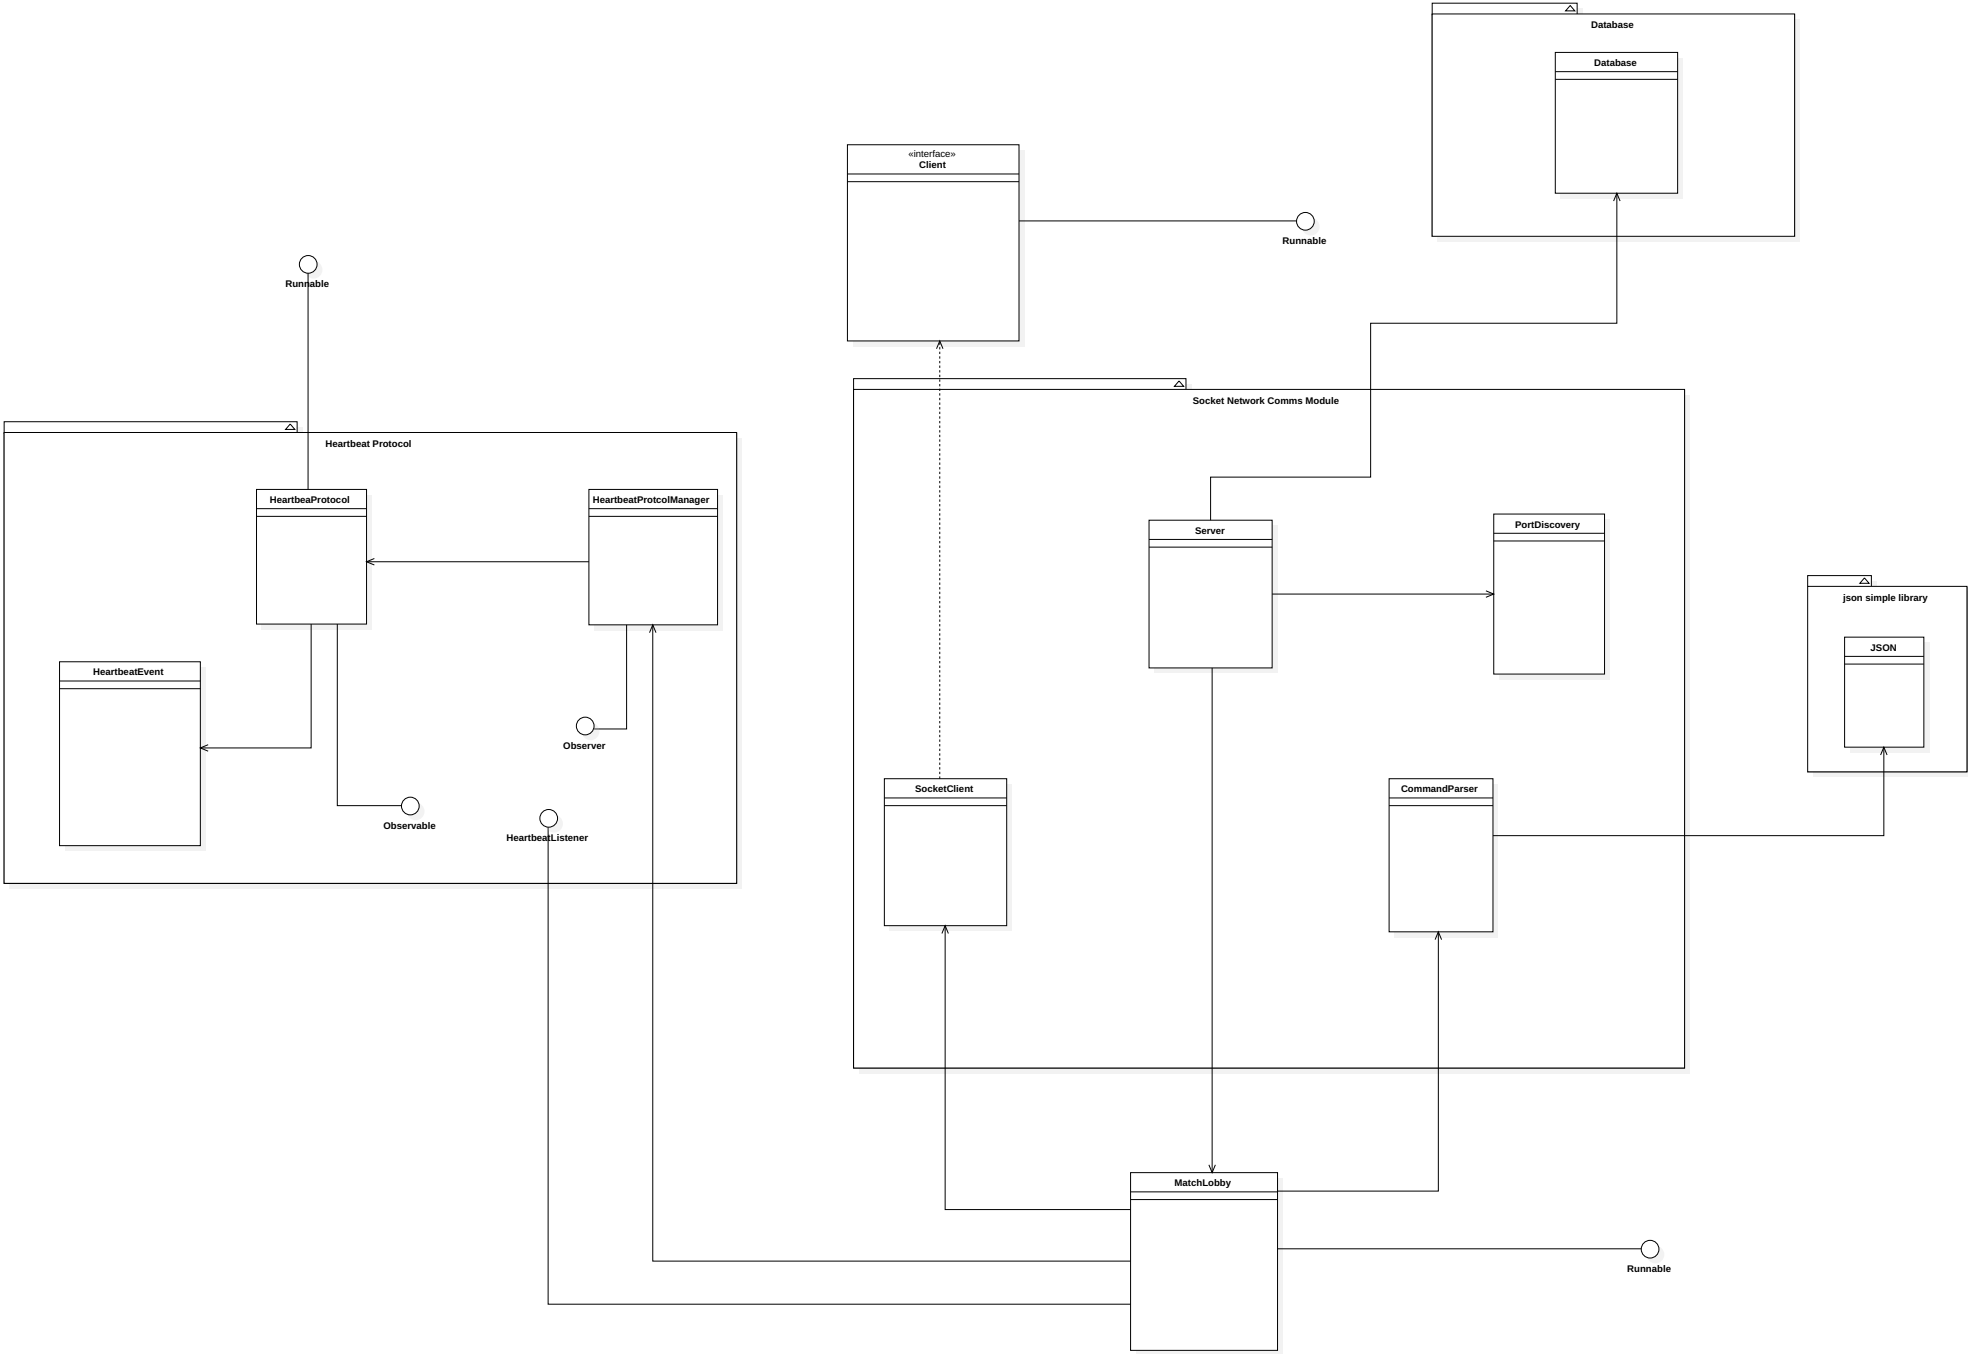 Database
Database
«interface»
Client
Runnable
Runnable
Socket Network Comms Module
Heartbeat Protocol
HeartbeaProtocol
HeartbeatProtcolManager
Server
PortDiscovery
json simple library
JSON
HeartbeatEvent
Observer
SocketClient
CommandParser
Observable
HeartbeatListener
MatchLobby
Runnable